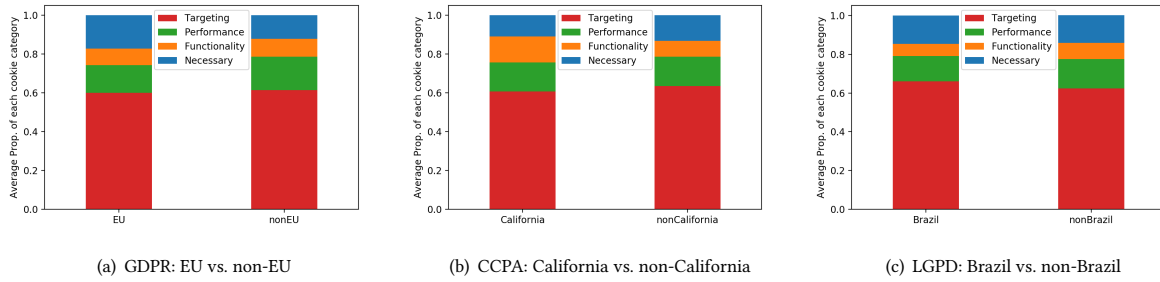 Average Prop. of each cookie category
1.0
0.8
0.6
0.4
0.2
0.0
Targeting
Performance
Functionality
Necessary
EU
nonEU
(a) GDPR: EU vs. non-EU
Average Prop. of each cookie category
1.0
0.8
0.6
0.4
0.2
0.0
Targeting
Performance
Functionality
Necessary
California
nonCalifornia
(b) CCPA: California vs. non-California
Average Prop. of each cookie category
1.0
0.8
0.6
0.4
0.2
0.0
Targeting
Performance
Functionality
Necessary
Brazil
nonBrazil
(c) LGPD: Brazil vs. non-Brazil